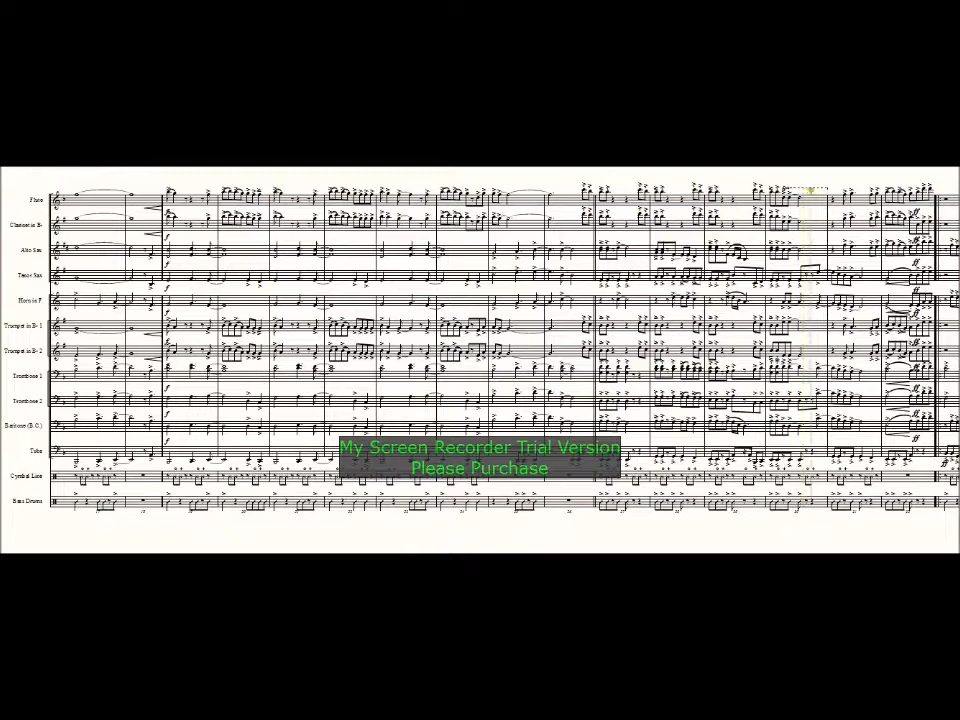 Flute
Clarinet in B♭
Alto Sax
Tenor Sax
Horn in F
Trumpet in B♭ 1
Trumpet in B♭ 2
Trombone 1
Trombone 2
Baritone (B.C.)
Tuba
My Screen Recorder Trial Version
Please Purchase
Cymbal Line
Bass Drums